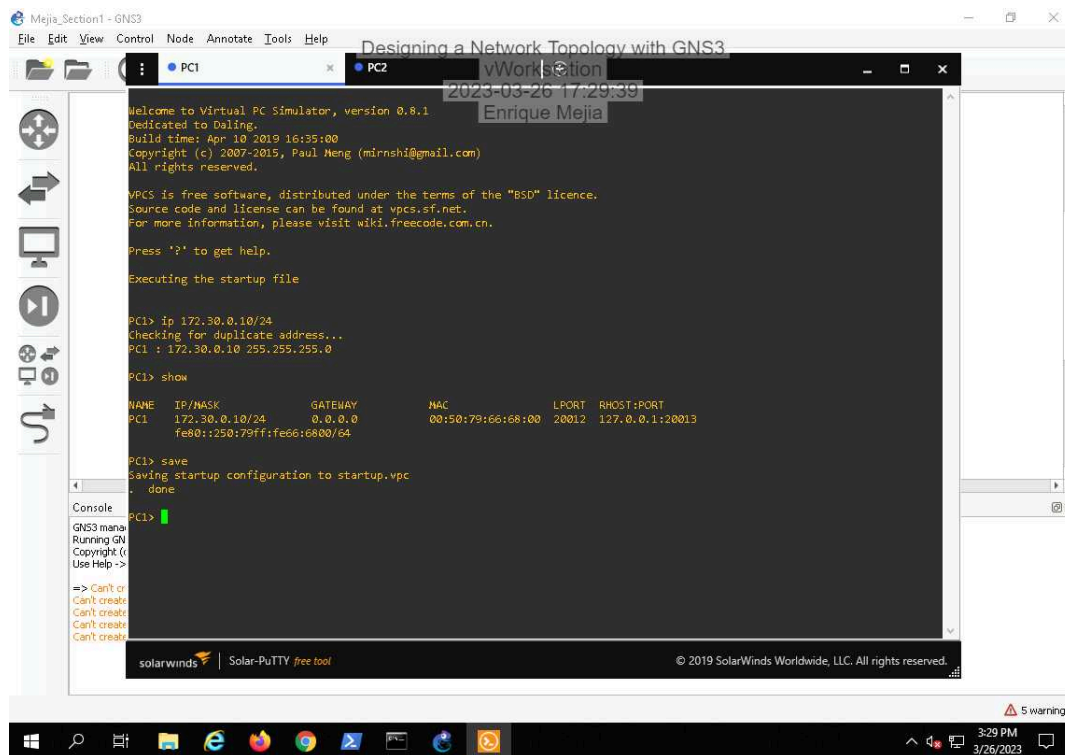 Mejia_Section1 - GNS3
File Edit View Control Node Annotate Tools Help
Designing a Network Topology with GNS3
vWorkstation
2023-03-26 17:29:39
Enrique Mejia
PC1
PC2
Welcome to Virtual PC Simulator, version 0.8.1
Dedicated to Daling.
Build time: Apr 10 2019 16:35:00
Copyright (c) 2007-2015, Paul Meng (mirnshi@gmail.com)
All rights reserved.
VPCS is free software, distributed under the terms of the "BSD" licence.
Source code and license can be found at vpcs.sf.net.
For more information, please visit wiki.freecode.com.cn.
Press '?' to get help.
Executing the startup file
PC1> ip 172.30.0.10/24
Checking for duplicate address...
PC1 : 172.30.0.10 255.255.255.0
PC1> show
NAME IP/MASK GATEWAY MAC LPORT RHOST:PORT
PC1 172.30.0.10/24 0.0.0.0 00:50:79:66:68:00 20012 127.0.0.1:20013
fe80::250:79ff:fe66:6800/64
PC1> save
Saving startup configuration to startup.vpc
. done
PC1>
Console
GNS3 mana
Running GN
Copyright (
Use Help ->
=> Can't cr
Can't create
Can't create
Can't create
Can't create
solarwinds | Solar-PuTTY free tool
© 2019 SolarWinds Worldwide, LLC. All rights reserved.
5 warning
3:29 PM
3/26/2023